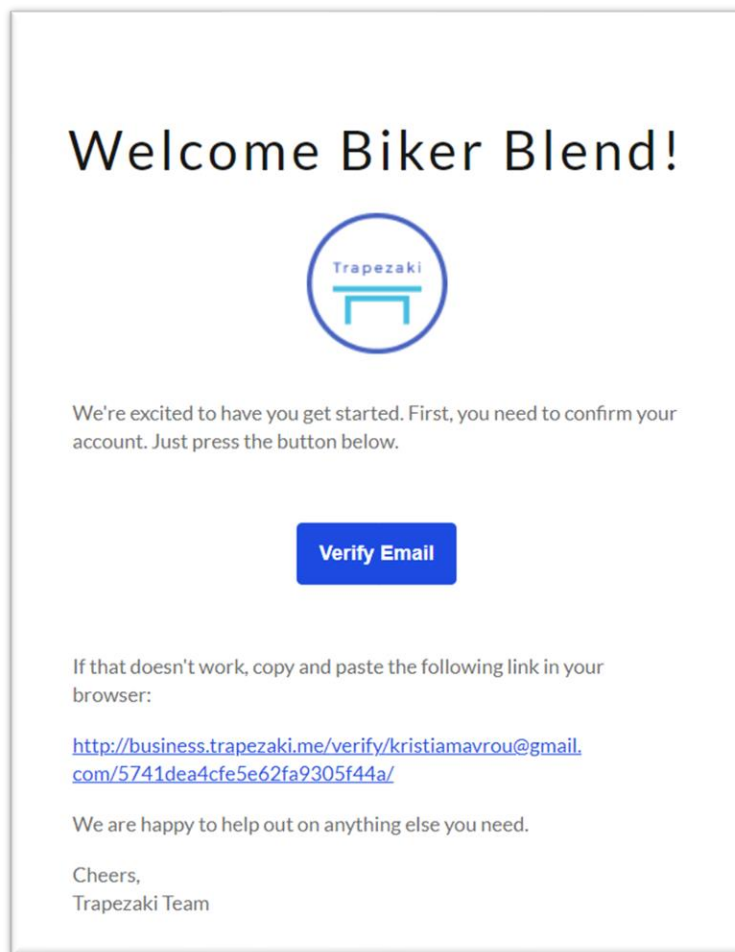 Welcome Biker Blend!
Trapezaki
We're excited to have you get started. First, you need to confirm your
account. Just press the button below.
Verify Email
If that doesn't work, copy and paste the following link in your
browser:
http://business.trapezaki.me/verify/kristiamavrou@gmail.
com/5741dea4cfe5e62fa9305f44a/
We are happy to help out on anything else you need.
Cheers,
Trapezaki Team